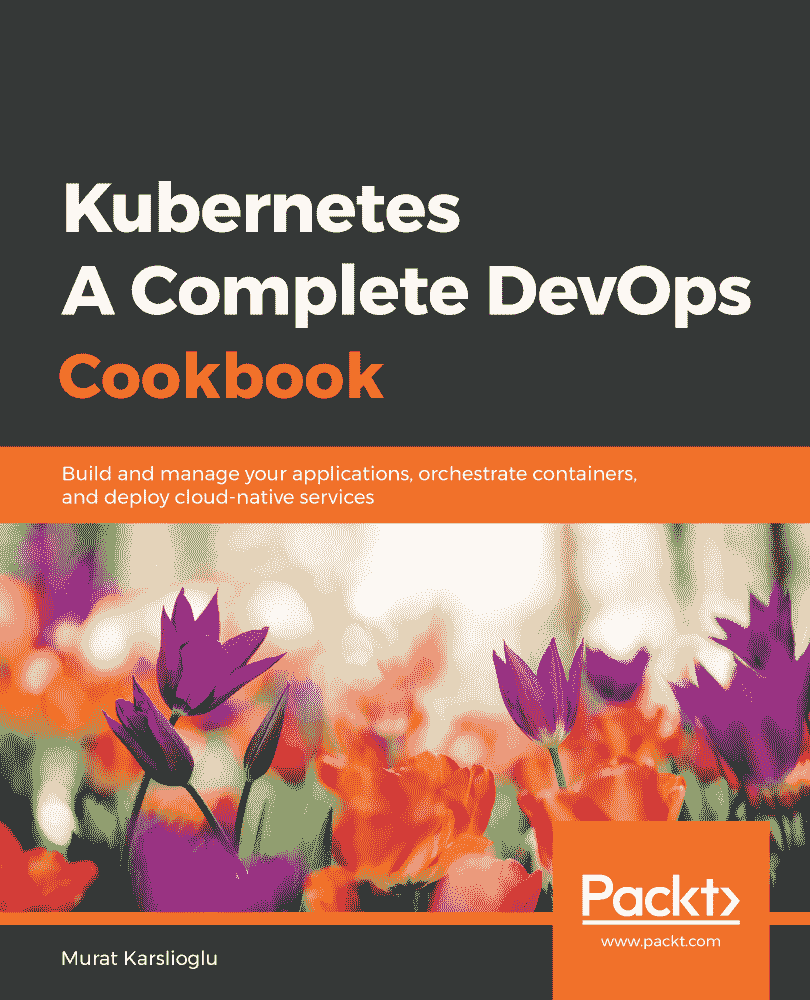 Kubernetes
A Complete DevOps
Cookbook
Build and manage your applications, orchestrate containers,
and deploy cloud-native services
Packt>
www.packt.com
Murat Karslioglu